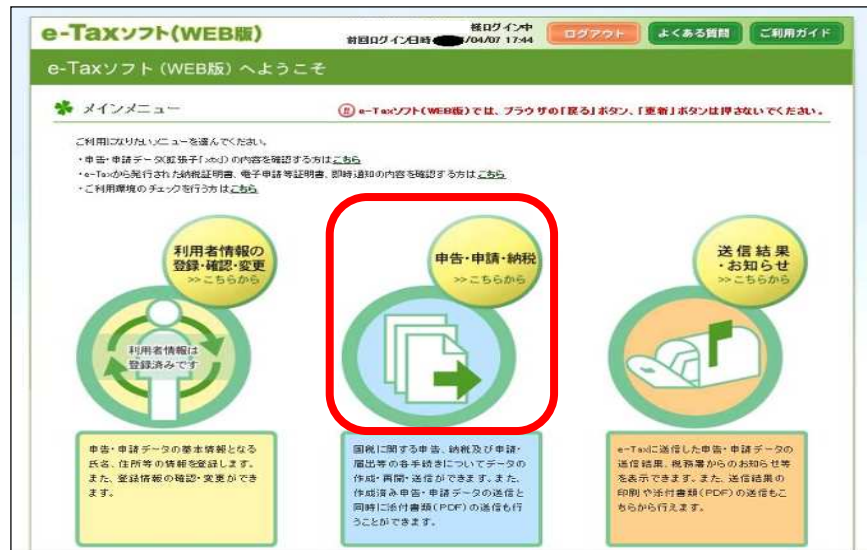 e-Taxソフト(WEB版)
様ログイン中
前回ログイン日時 /04/07 17:44
ログアウト
よくある質問
ご利用ガイド
e-Taxソフト(WEB版)へようこそ
メインメニュー
e-Taxソフト(WEB版)では、ブラウザの「戻る」ボタン、「更新」ボタンは押さないでください。
ご利用になりたいメニューを選んでください。
・申告・申請データ(拡張子「.xtx」)の内容を確認する方はこちら
・e-Taxから発行された納税証明書、電子申請等証明書、即時通知の内容を確認する方はこちら
・ご利用環境のチェックを行う方はこちら
利用者情報の
登録・確認・変更
>>こちらから
利用者情報は
登録済みです
申告・申請データの基本情報となる
氏名、住所等の情報を登録します。
また、登録情報の確認・変更ができ
ます。
申告・申請・納税
>>こちらから
国税に関する申告、納税及び申請・
届出等の各手続きについてデータの
作成・再開・送信ができます。また、
作成済み申告・申請データの送信と
同時に添付書類(PDF)の送信も行
うことができます。
送信結果
・お知らせ
>>こちらから
e-Taxに送信した申告・申請データの
送信結果、税務署からのお知らせ等
を表示できます。また、送信結果の
印刷や添付書類(PDF)の送信もこ
ちらから行えます。